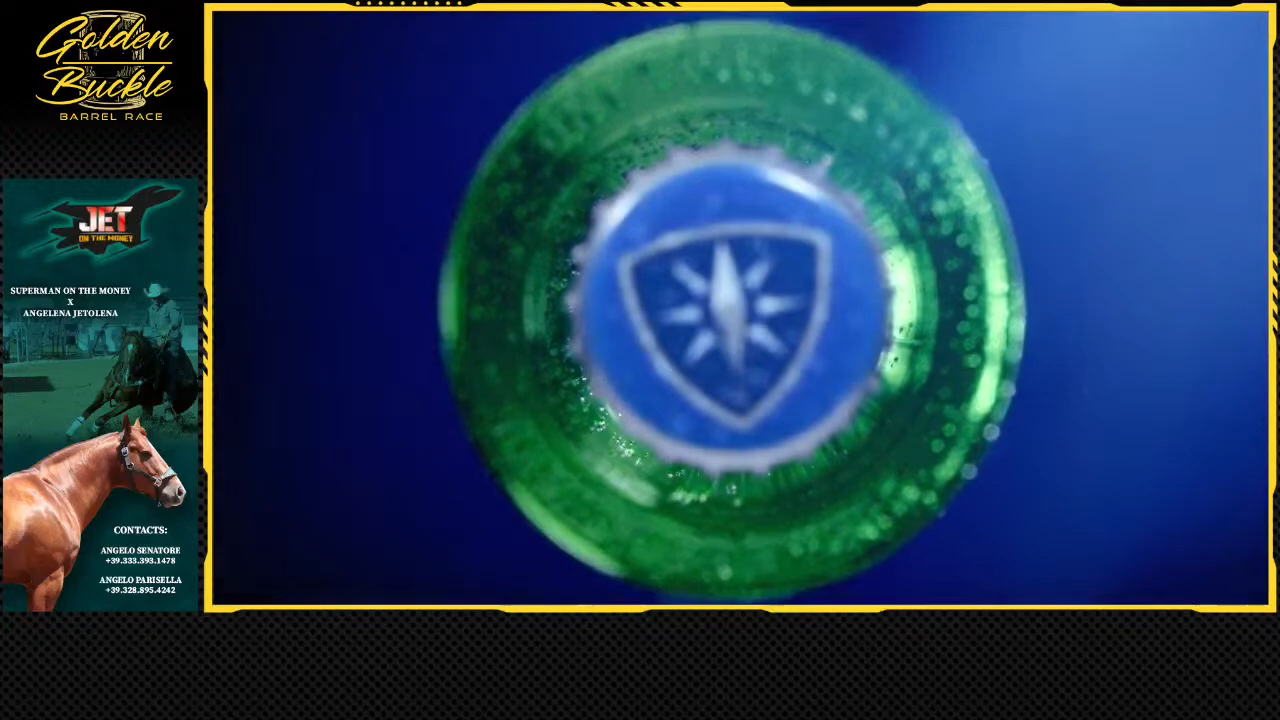 Golden
Buckle
BARREL RACE
JET
ON THE MONEY
SUPERMAN ON THE MONEY
X
ANGELENA JETOLENA
CONTACTS:
ANGELO SENATORE
+39.333.393.1478
ANGELO PARISELLA
+39.328.895.4242